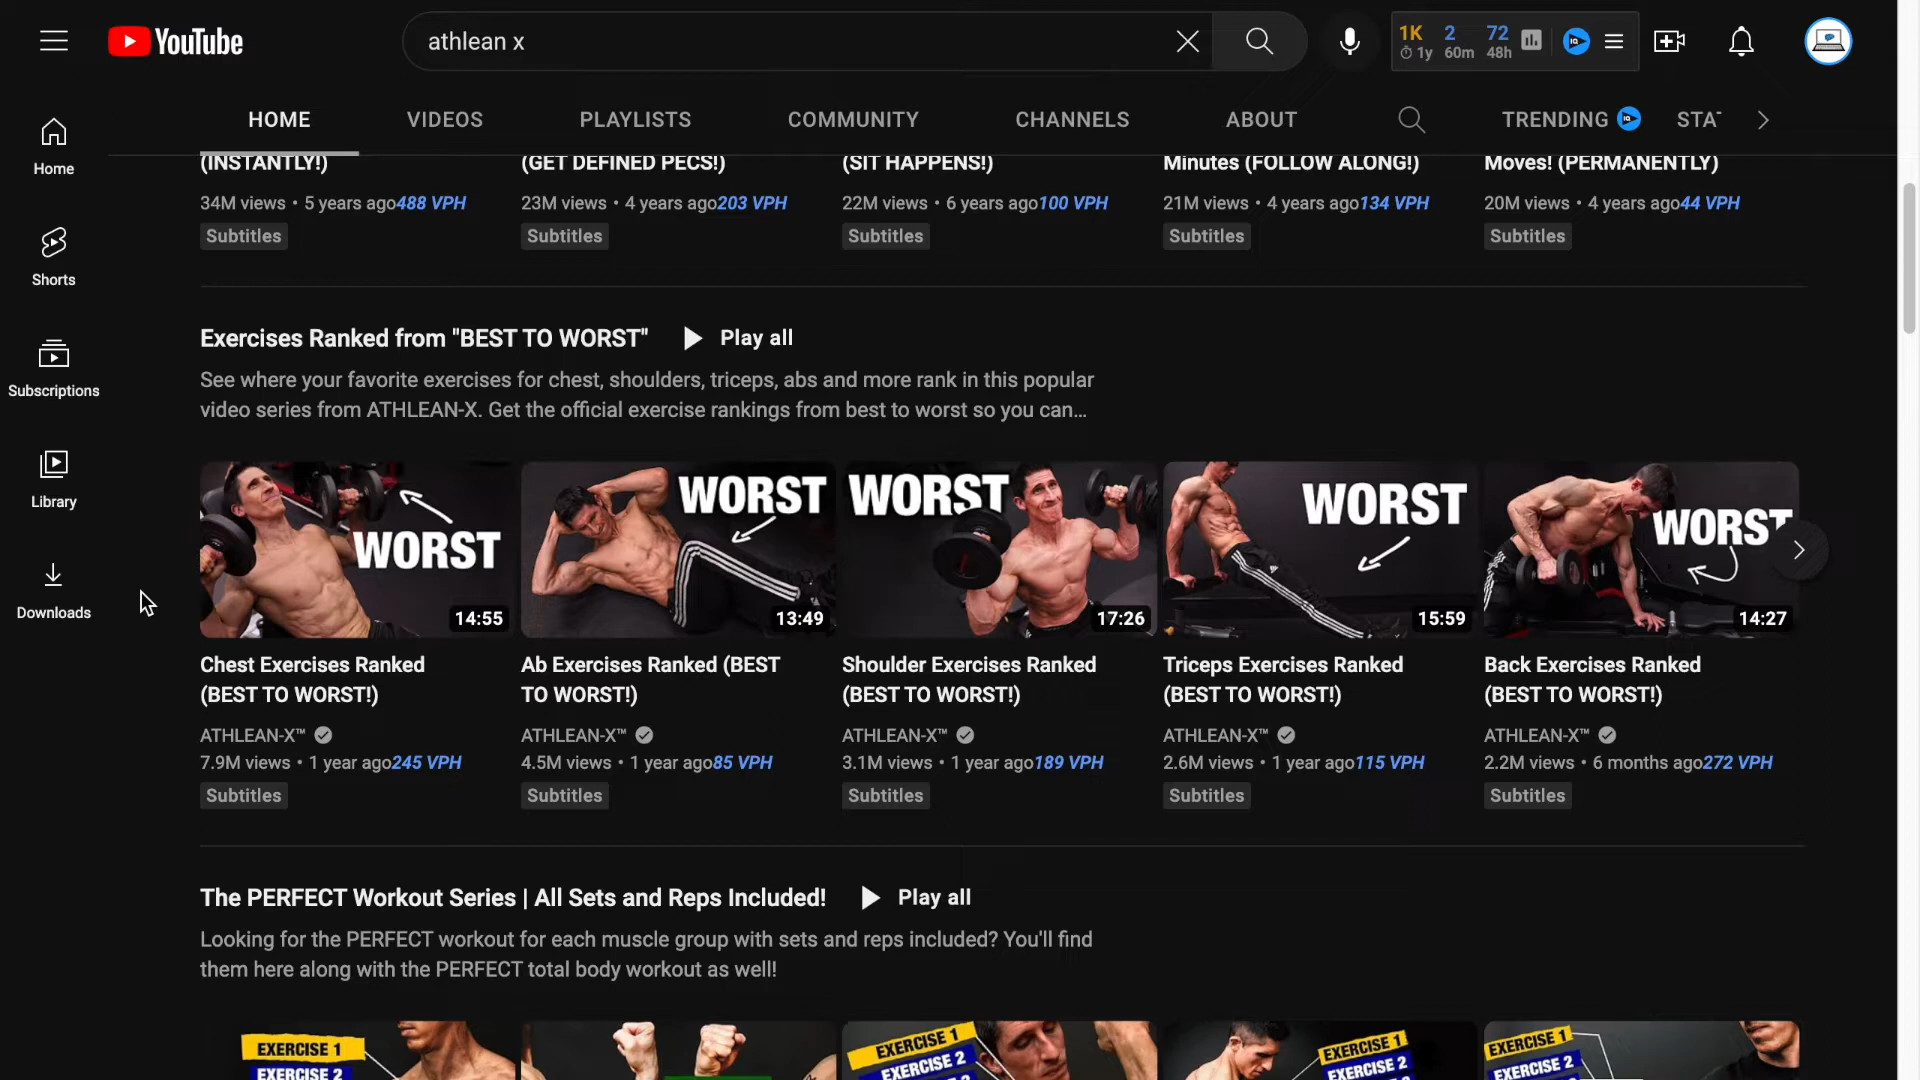 YouTube
athlean x
1K 2 72
1y 60m 48h
IQ
HOME VIDEOS PLAYLISTS COMMUNITY CHANNELS ABOUT TRENDING IQ STAT
Home
Shorts
Subscriptions
Library
Downloads
(INSTANTLY!)
34M views • 5 years ago488 VPH
Subtitles
(GET DEFINED PECS!)
23M views • 4 years ago203 VPH
Subtitles
(SIT HAPPENS!)
22M views • 6 years ago100 VPH
Subtitles
Minutes (FOLLOW ALONG!)
21M views • 4 years ago134 VPH
Subtitles
Moves! (PERMANENTLY)
20M views • 4 years ago44 VPH
Subtitles
Exercises Ranked from "BEST TO WORST" Play all
See where your favorite exercises for chest, shoulders, triceps, abs and more rank in this popular
video series from ATHLEAN-X. Get the official exercise rankings from best to worst so you can...
WORST
14:55
Chest Exercises Ranked
(BEST TO WORST!)
ATHLEAN-X™
7.9M views • 1 year ago245 VPH
Subtitles
WORST
13:49
Ab Exercises Ranked (BEST
TO WORST!)
ATHLEAN-X™
4.5M views • 1 year ago85 VPH
Subtitles
WORST
17:26
Shoulder Exercises Ranked
(BEST TO WORST!)
ATHLEAN-X™
3.1M views • 1 year ago189 VPH
Subtitles
WORST
15:59
Triceps Exercises Ranked
(BEST TO WORST!)
ATHLEAN-X™
2.6M views • 1 year ago115 VPH
Subtitles
WORST
14:27
Back Exercises Ranked
(BEST TO WORST!)
ATHLEAN-X™
2.2M views • 6 months ago272 VPH
Subtitles
The PERFECT Workout Series | All Sets and Reps Included! Play all
Looking for the PERFECT workout for each muscle group with sets and reps included? You'll find
them here along with the PERFECT total body workout as well!
EXERCISE 1
EXERCISE 2
EXERCISE 1
EXERCISE 2
EXERCISE 1
EXERCISE 2
EXERCISE 1
EXERCISE 2